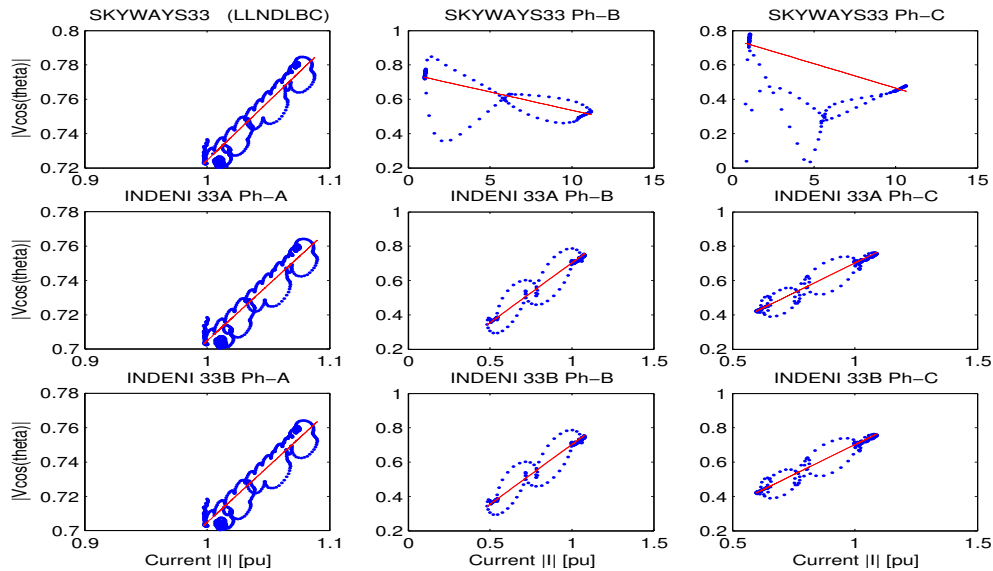 SKYWAYS33 (LLNDLBC) SKYWAYS33 Ph−B SKYWAYS33 Ph−C
0.8 1 0.8
0.78 0.8 0.6
|Vcos(theta)|
0.76 0.6 0.4
0.74 0.4 0.2
0.72 0.2 0
0.9 1 1.1 0 5 10 15 0 5 10 15
INDENI 33A Ph−A INDENI 33A Ph−B INDENI 33A Ph−C
0.78 1 1
0.76 0.8 0.8
|Vcos(theta)|
0.74 0.6 0.6
0.72 0.4 0.4
0.7 0.2 0.2
0.9 1 1.1 0 0.5 1 1.5 0.5 1 1.5
INDENI 33B Ph−A INDENI 33B Ph−B INDENI 33B Ph−C
0.78 1 1
0.76 0.8 0.8
|Vcos(theta)|
0.74 0.6 0.6
0.72 0.4 0.4
0.7 0.2 0.2
0.9 1 1.1 0 0.5 1 1.5 0.5 1 1.5
Current |I| [pu] Current |I| [pu] Current |I| [pu]